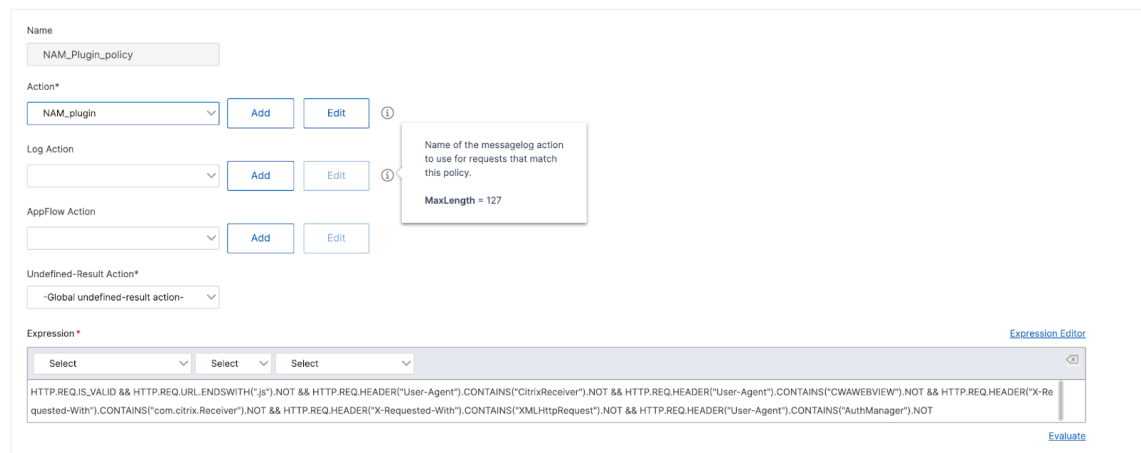 Name
NAM_Plugin_policy
Action*
NAM_plugin
Add
Edit
Name of the messagelog action
to use for requests that match
this policy.
MaxLength = 127
Log Action
Add
Edit
AppFlow Action
Add
Edit
Undefined-Result Action*
-Global undefined-result action-
Expression*
Expression Editor
Select
Select
Select
HTTP.REQ.IS_VALID && HTTP.REQ.URL.ENDSWITH(".js").NOT && HTTP.REQ.HEADER("User-Agent").CONTAINS("CitrixReceiver").NOT && HTTP.REQ.HEADER("User-Agent").CONTAINS("CWAWEBVIEW").NOT && HTTP.REQ.HEADER("X-Re
quested-With").CONTAINS("com.citrix.Receiver").NOT && HTTP.REQ.HEADER("X-Requested-With").CONTAINS("XMLHttpRequest").NOT && HTTP.REQ.HEADER("User-Agent").CONTAINS("AuthManager").NOT
Evaluate